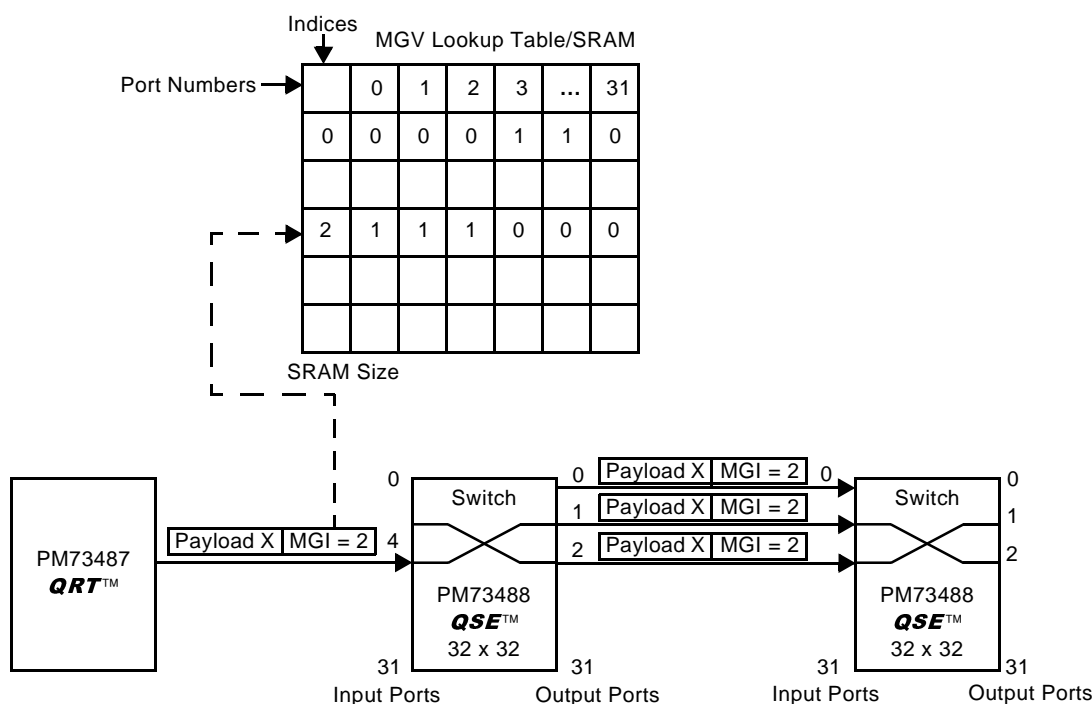 Indices
MGV Lookup Table/SRAM
Port Numbers
0 1 2 3 ... 31
0 0 0 0 1 1 0
2 1 1 1 0 0 0
SRAM Size
PM73487
QRT™
Payload X MGI = 2
0
4
31
Input Ports
Switch
PM73488
QSE™
32 x 32
0
1
2
31
Output Ports
Payload X MGI = 2
Payload X MGI = 2
Payload X MGI = 2
0
31
Input Ports
Switch
PM73488
QSE™
32 x 32
0
1
2
31
Output Ports